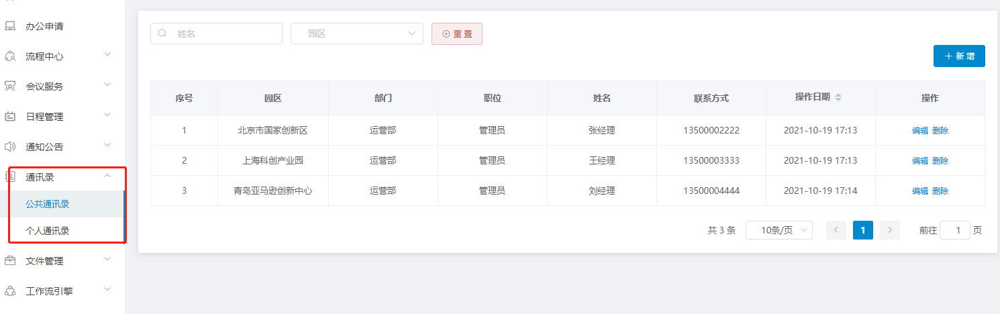 办公申请
流程中心
会议服务
日程管理
通知公告
通讯录
公共通讯录
个人通讯录
文件管理
工作流引擎
姓名 园区 重置
新增
序号 园区 部门 职位 姓名 联系方式 操作日期 操作
1 北京市国家创新区 运营部 管理员 张经理 13500002222 2021-10-19 17:13 编辑 删除
2 上海科创产业园 运营部 管理员 王经理 13500003333 2021-10-19 17:13 编辑 删除
3 青岛亚马逊创新中心 运营部 管理员 刘经理 13500004444 2021-10-19 17:14 编辑 删除
共 3 条 10条/页 1 前往 1 页